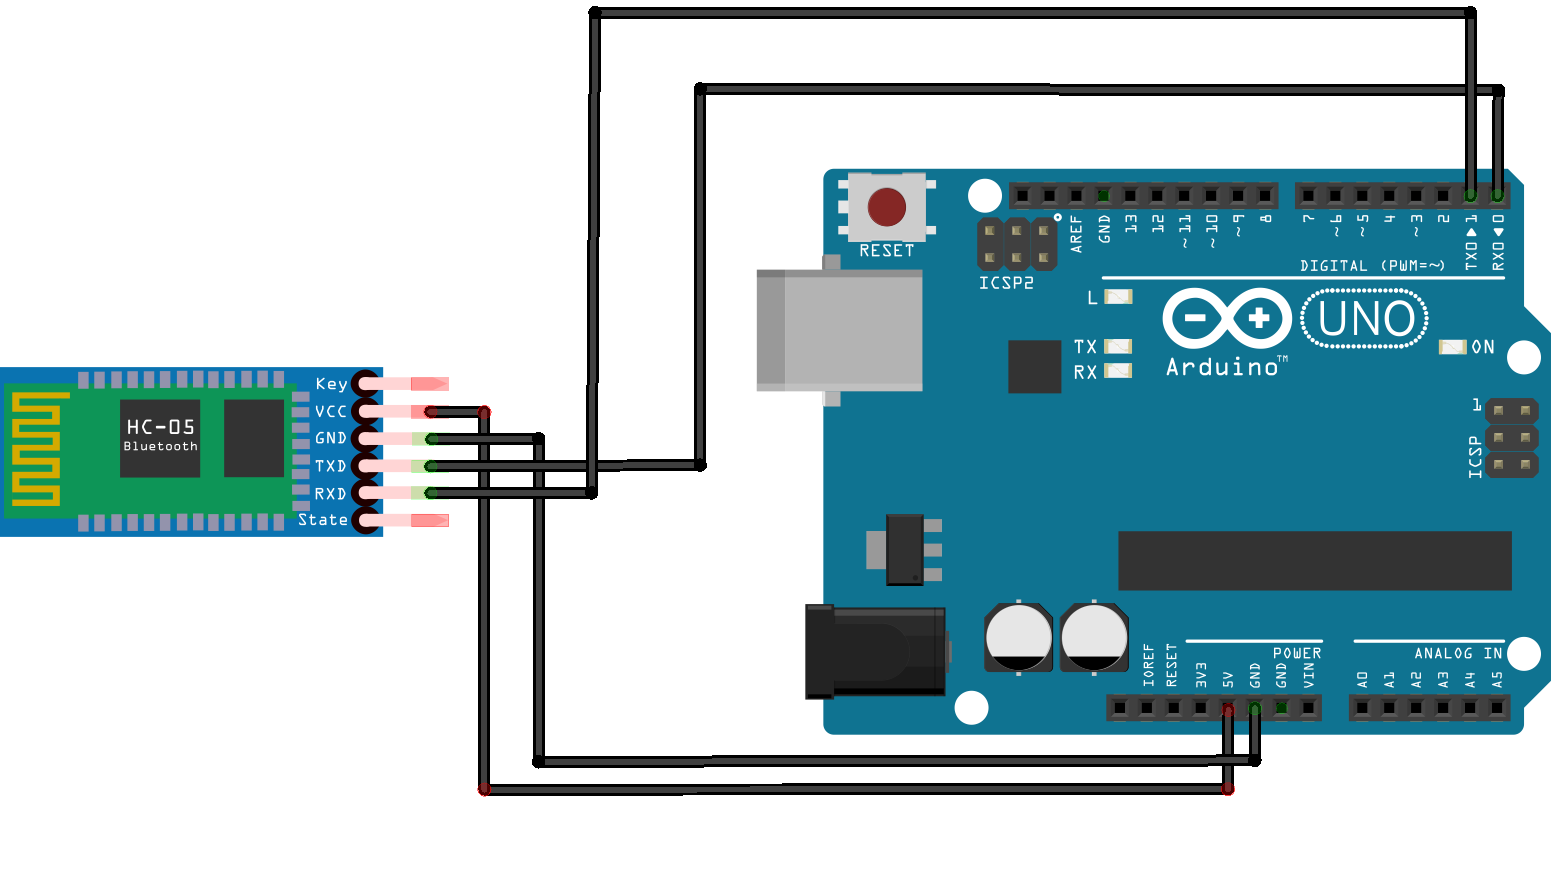 Key
VCC
GND
TXD
RXD
State
HC-05
Bluetooth
RESET
ICSP2
AREF
GND
13
12
~11
~10
~9
8
7
~6
~5
4
~3
2
TX0▶1
RX0◀0
DIGITAL (PWM=~)
L
TX
RX
Arduino™
UNO
ON
1
ICSP
IOREF
RESET
3V3
5V
GND
GND
VIN
POWER
ANALOG IN
A0
A1
A2
A3
A4
A5